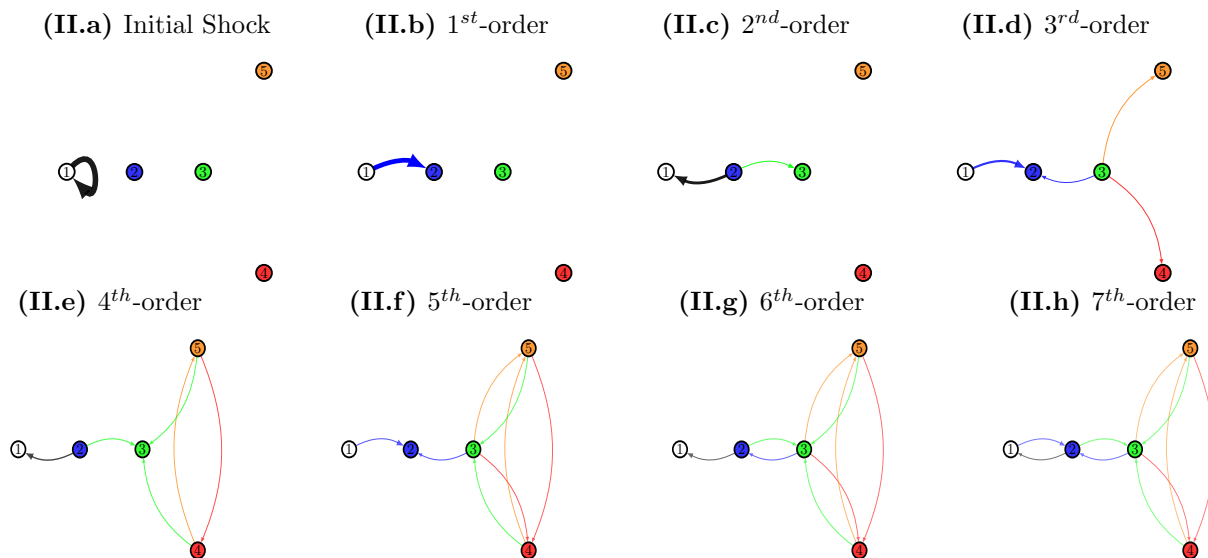 (II.a) Initial Shock (II.b) 1st-order (II.c) 2nd-order (II.d) 3rd-order
5 5 5 5
1 2 3 1 2 3 1 2 3 1 2 3
4 4 4 4
(II.e) 4th-order (II.f) 5th-order (II.g) 6th-order (II.h) 7th-order
5 5 5 5
1 2 3 1 2 3 1 2 3 1 2 3
4 4 4 4